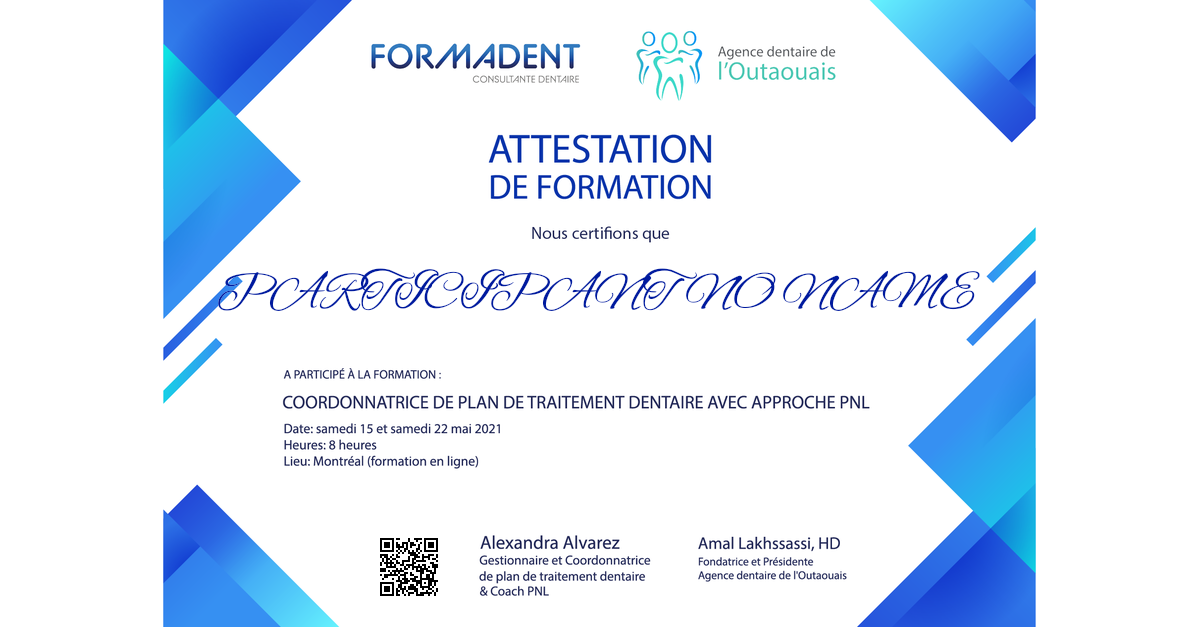 FORMADENT
CONSULTANTE DENTAIRE
Agence dentaire de
l'Outaouais
ATTESTATION
DE FORMATION
Nous certifions que
PARTICIPANT NO NAME
A PARTICIPÉ À LA FORMATION :
COORDONNATRICE DE PLAN DE TRAITEMENT DENTAIRE AVEC APPROCHE PNL
Date: samedi 15 et samedi 22 mai 2021
Heures: 8 heures
Lieu: Montréal (formation en ligne)
Alexandra Alvarez
Gestionnaire et Coordonnatrice
de plan de traitement dentaire
& Coach PNL
Amal Lakhssassi, HD
Fondatrice et Présidente
Agence dentaire de l'Outaouais